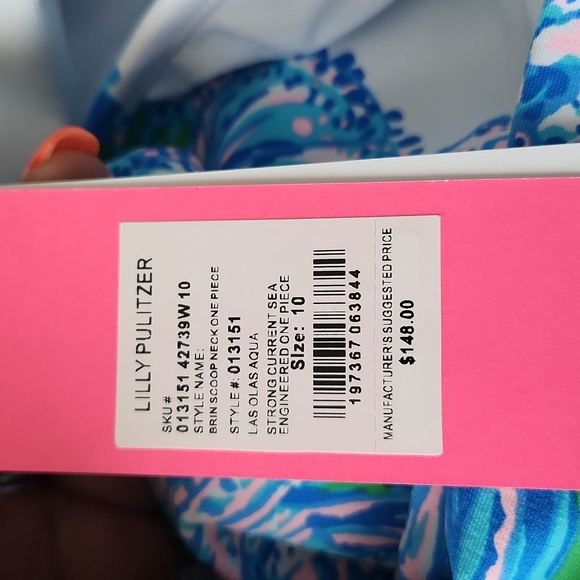 LILLY PULITZER
SKU #
013151 42739W 10
STYLE NAME:
BRIN SCOOP NECK ONE PIECE
STYLE #: 013151
LAS OLAS AQUA
STRONG CURRENT SEA
ENGINEERED ONE PIECE
SIze: 10
197367 063844
MANUFACTURER'S SUGGESTED PRICE
$148.00